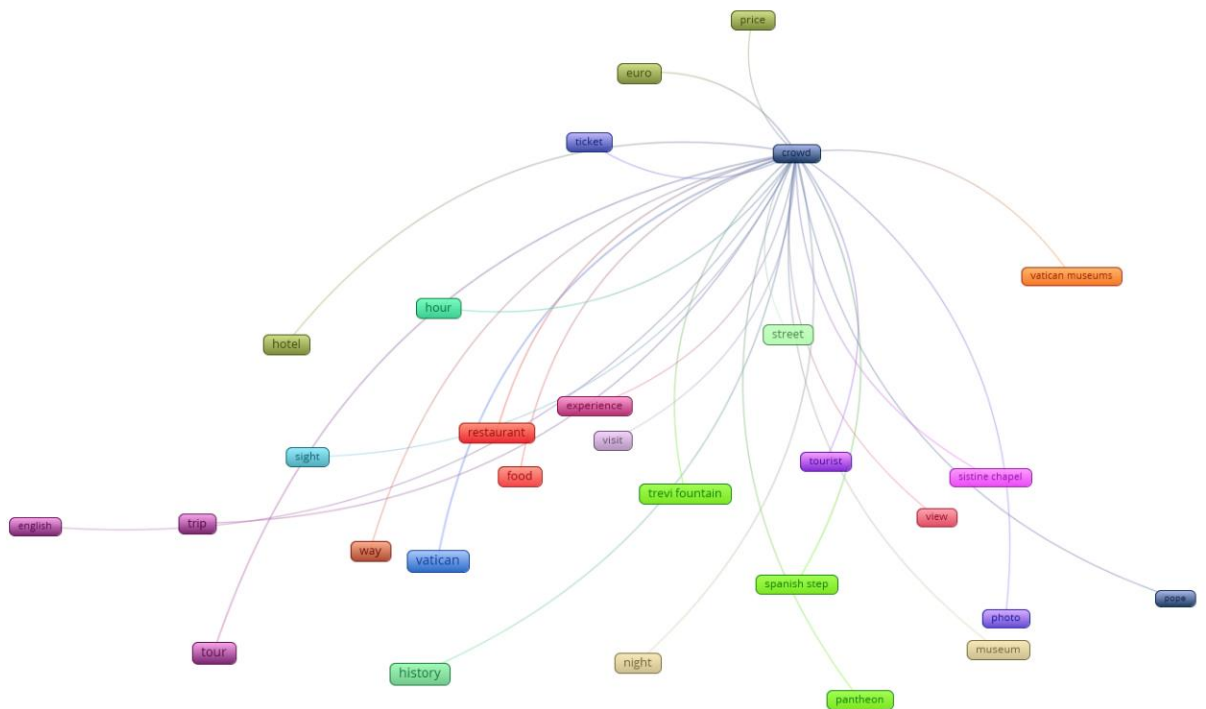 price
euro
ticket
crowd
vatican museums
hour
street
hotel
experience
restaurant
visit
sight
tourist
food
sistine chapel
trevi fountain
view
trip
english
way
vatican
spanish step
pope
photo
museum
tour
night
history
pantheon